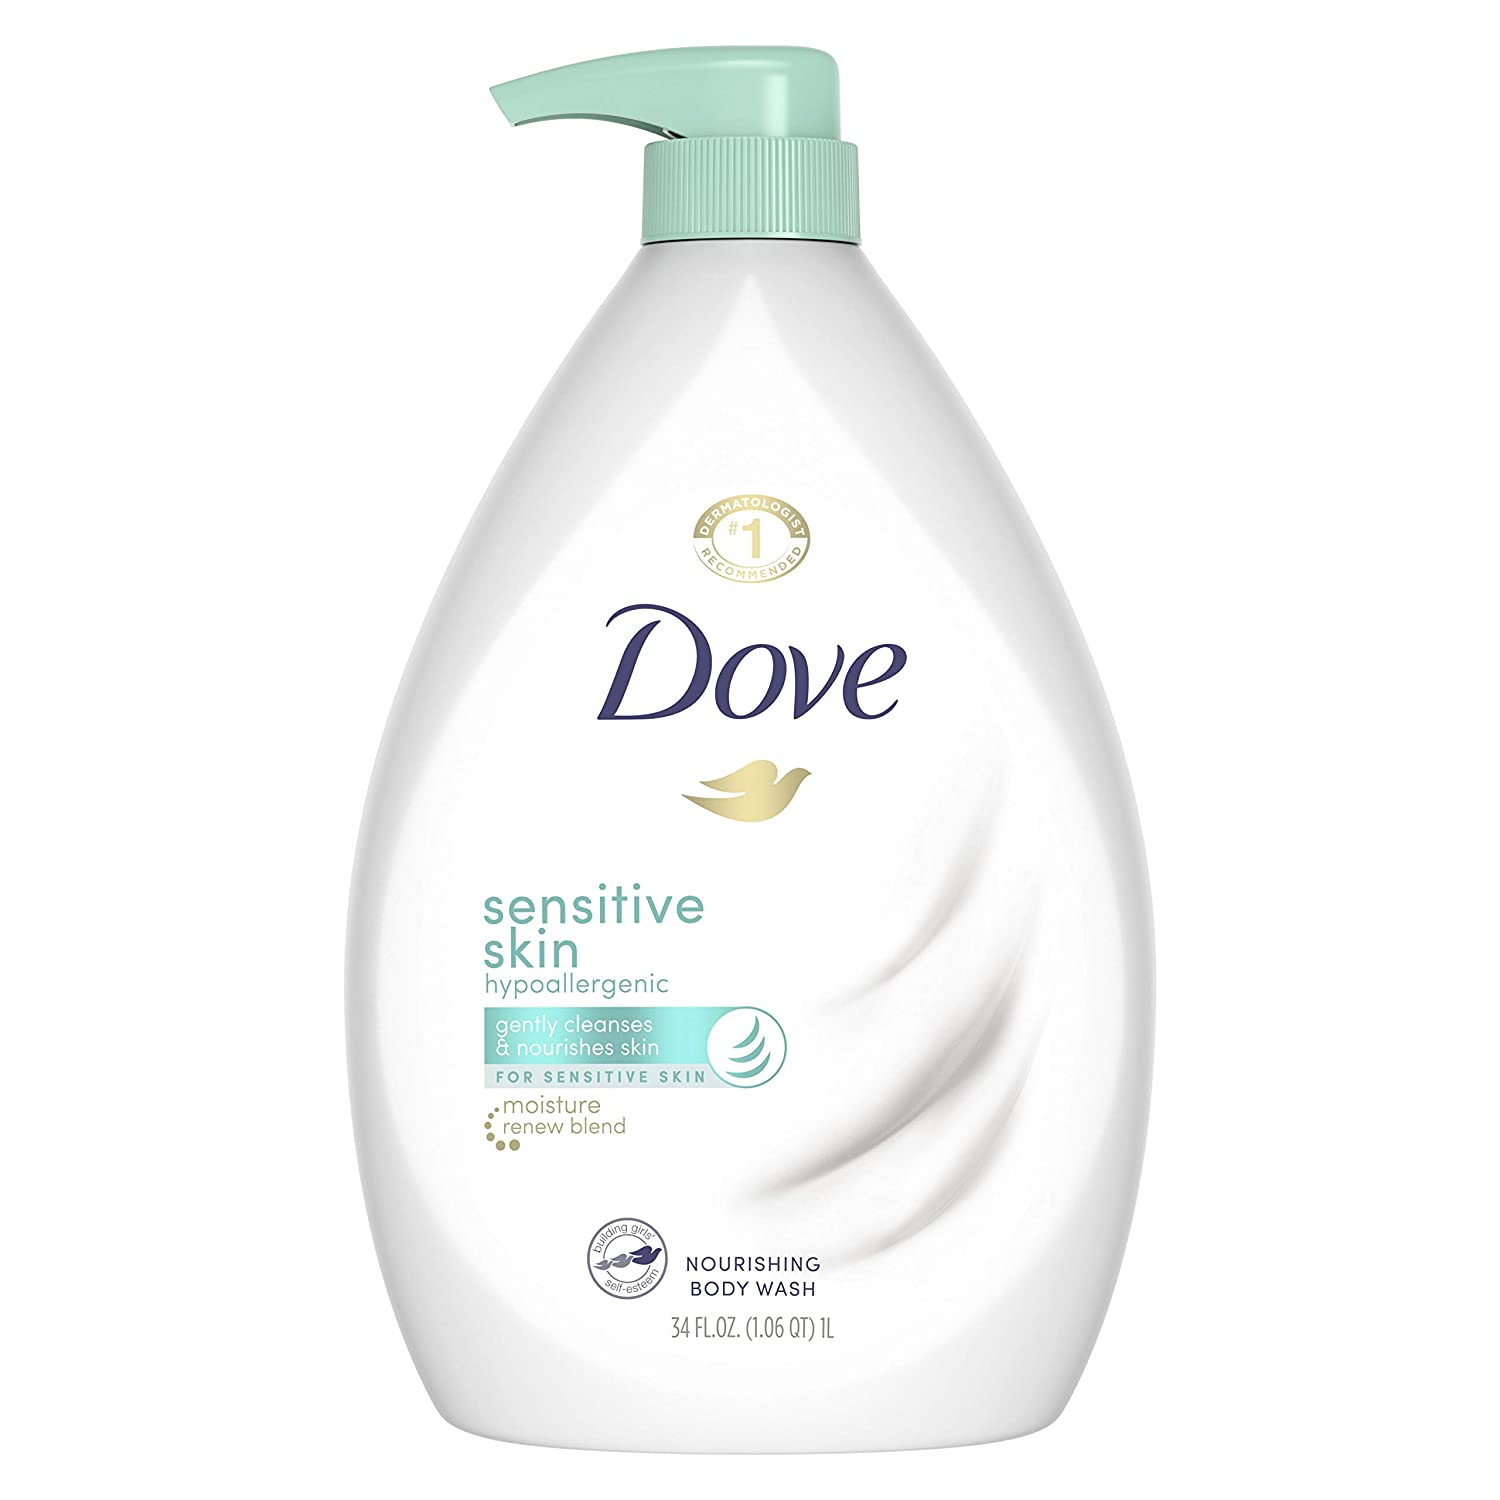 DERMATOLOGIST
#1
RECOMMENDED
Dove
sensitive
skin
hypoallergenic
gently cleanses
& nourishes skin
FOR SENSITIVE SKIN
moisture
renew blend
building girls'
self-esteem
NOURISHING
BODY WASH
34 FL.OZ. (1.06 QT) 1L